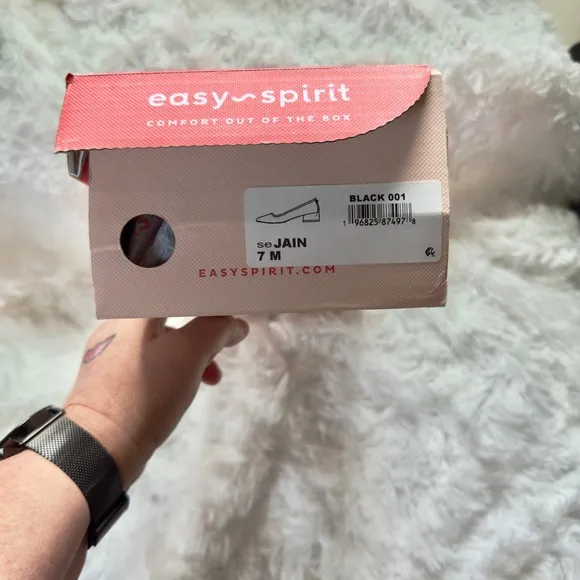 easy~spirit
COMFORT OUT OF THE BOX
BLACK 001
1 96825 87497 8
seJAIN
7 M
EASYSPIRIT.COM